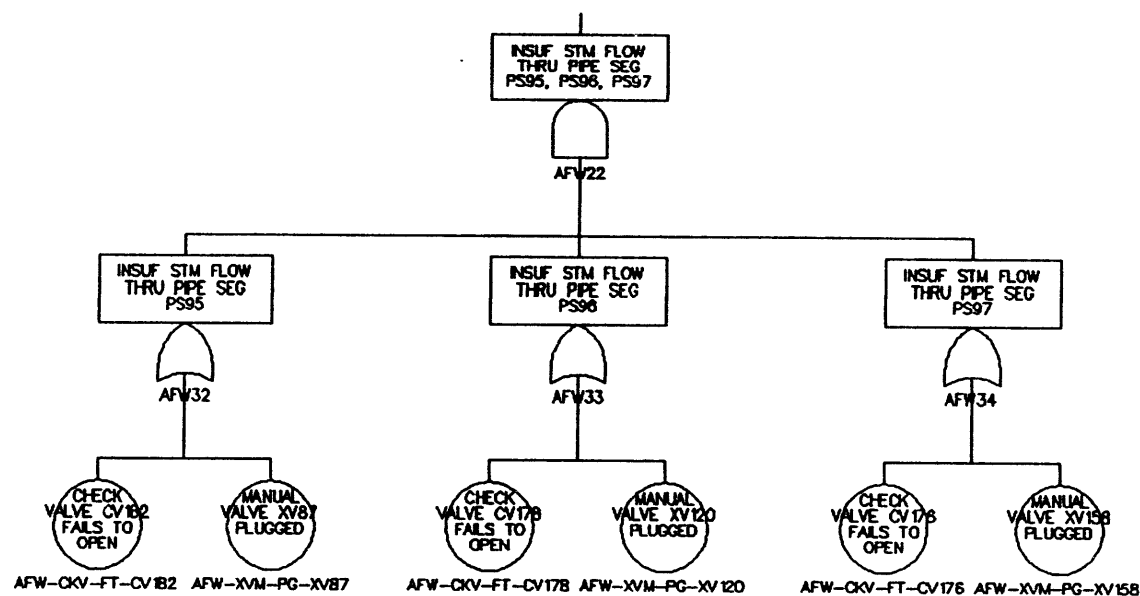 INSUF STM FLOW
THRU PIPE SEG
PS95, PS96, PS97
AFW22
INSUF STM FLOW
THRU PIPE SEG
PS95
AFW32
INSUF STM FLOW
THRU PIPE SEG
PS96
AFW33
INSUF STM FLOW
THRU PIPE SEG
PS97
AFW34
CHECK
VALVE CV182
FAILS TO
OPEN
AFW-CKV-FT-CV182
MANUAL
VALVE XV87
PLUGGED
AFW-XVM-PG-XV87
CHECK
VALVE CV178
FAILS TO
OPEN
AFW-CKV-FT-CV178
MANUAL
VALVE XV120
PLUGGED
AFW-XVM-PG-XV120
CHECK
VALVE CV176
FAILS TO
OPEN
AFW-CKV-FT-CV176
MANUAL
VALVE XV158
PLUGGED
AFW-XVM-PG-XV158